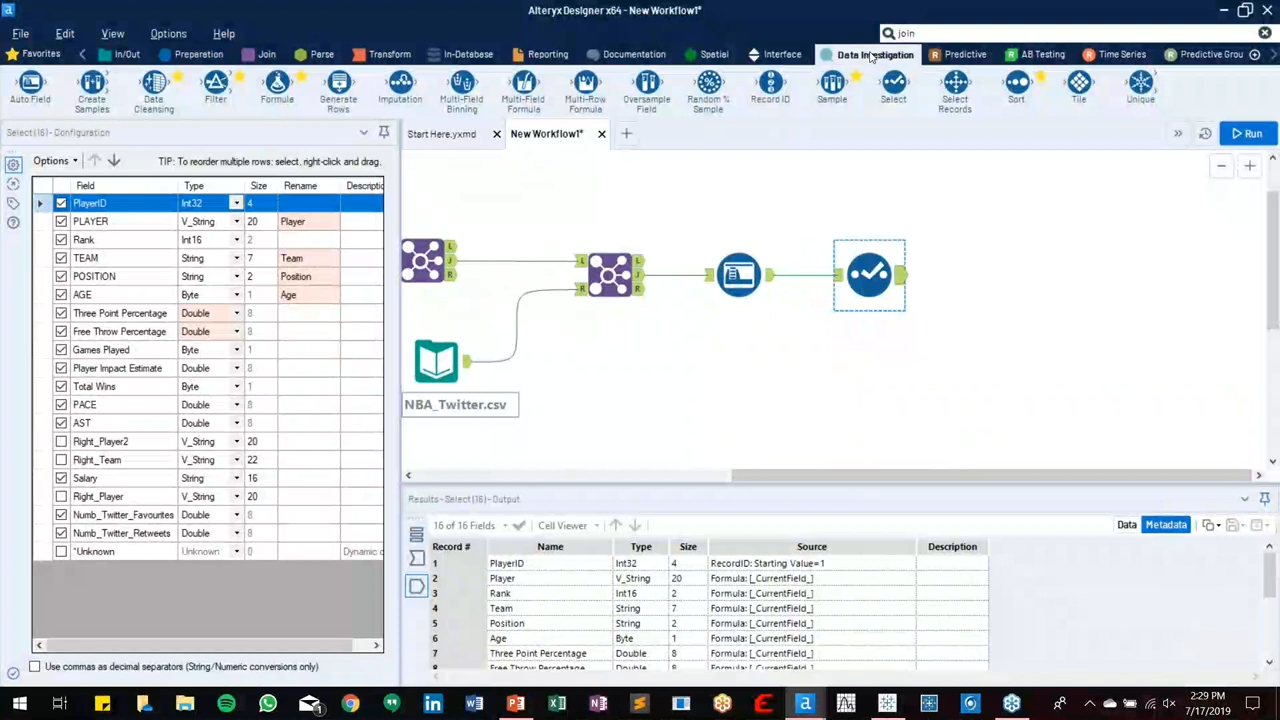 Alteryx Designer x64 - New Workflow1*
File Edit View Options Help
join
Favorites In/Out Preparation Join Parse Transform In-Database Reporting Documentation Spatial Interface Data Investigation Predictive AB Testing Time Series Predictive Grou
Auto Field Create Samples Data Cleansing Filter Formula Generate Rows Imputation Multi-Field Binning Multi-Field Formula Multi-Row Formula Oversample Field Random % Sample Record ID Sample Select Select Records Sort Tile Unique
Select (16) - Configuration
Start Here.yxmd New Workflow1* Run
Options TIP: To reorder multiple rows: select, right-click and drag.
Field Type Size Rename Descripti
PlayerID Int32 4
PLAYER V_String 20 Player
Rank Int16 2
TEAM String 7 Team
POSITION String 2 Position
AGE Byte 1 Age
Three Point Percentage Double 8
Free Throw Percentage Double 8
Games Played Byte 1
Player Impact Estimate Double 8
Total Wins Byte 1
PACE Double 8
AST Double 8
Right_Player2 V_String 20
Right_Team V_String 22
Salary String 16
Right_Player V_String 20
Numb_Twitter_Favourites Double 8
Numb_Twitter_Retweets Double 8
*Unknown Unknown 0 Dynamic o
Use commas as decimal separators (String/Numeric conversions only)
L J R
L R L J R
NBA_Twitter.csv
Results - Select (16) - Output
16 of 16 Fields Cell Viewer Data Metadata
Record # Name Type Size Source Description
1 PlayerID Int32 4 RecordID: Starting Value=1
2 Player V_String 20 Formula: [_CurrentField_]
3 Rank Int16 2 Formula: [_CurrentField_]
4 Team String 7 Formula: [_CurrentField_]
5 Position String 2 Formula: [_CurrentField_]
6 Age Byte 1 Formula: [_CurrentField_]
7 Three Point Percentage Double 8 Formula: [_CurrentField_]
8 Free Throw Percentage Double 8 Formula: [_CurrentField_]
2:29 PM
7/17/2019